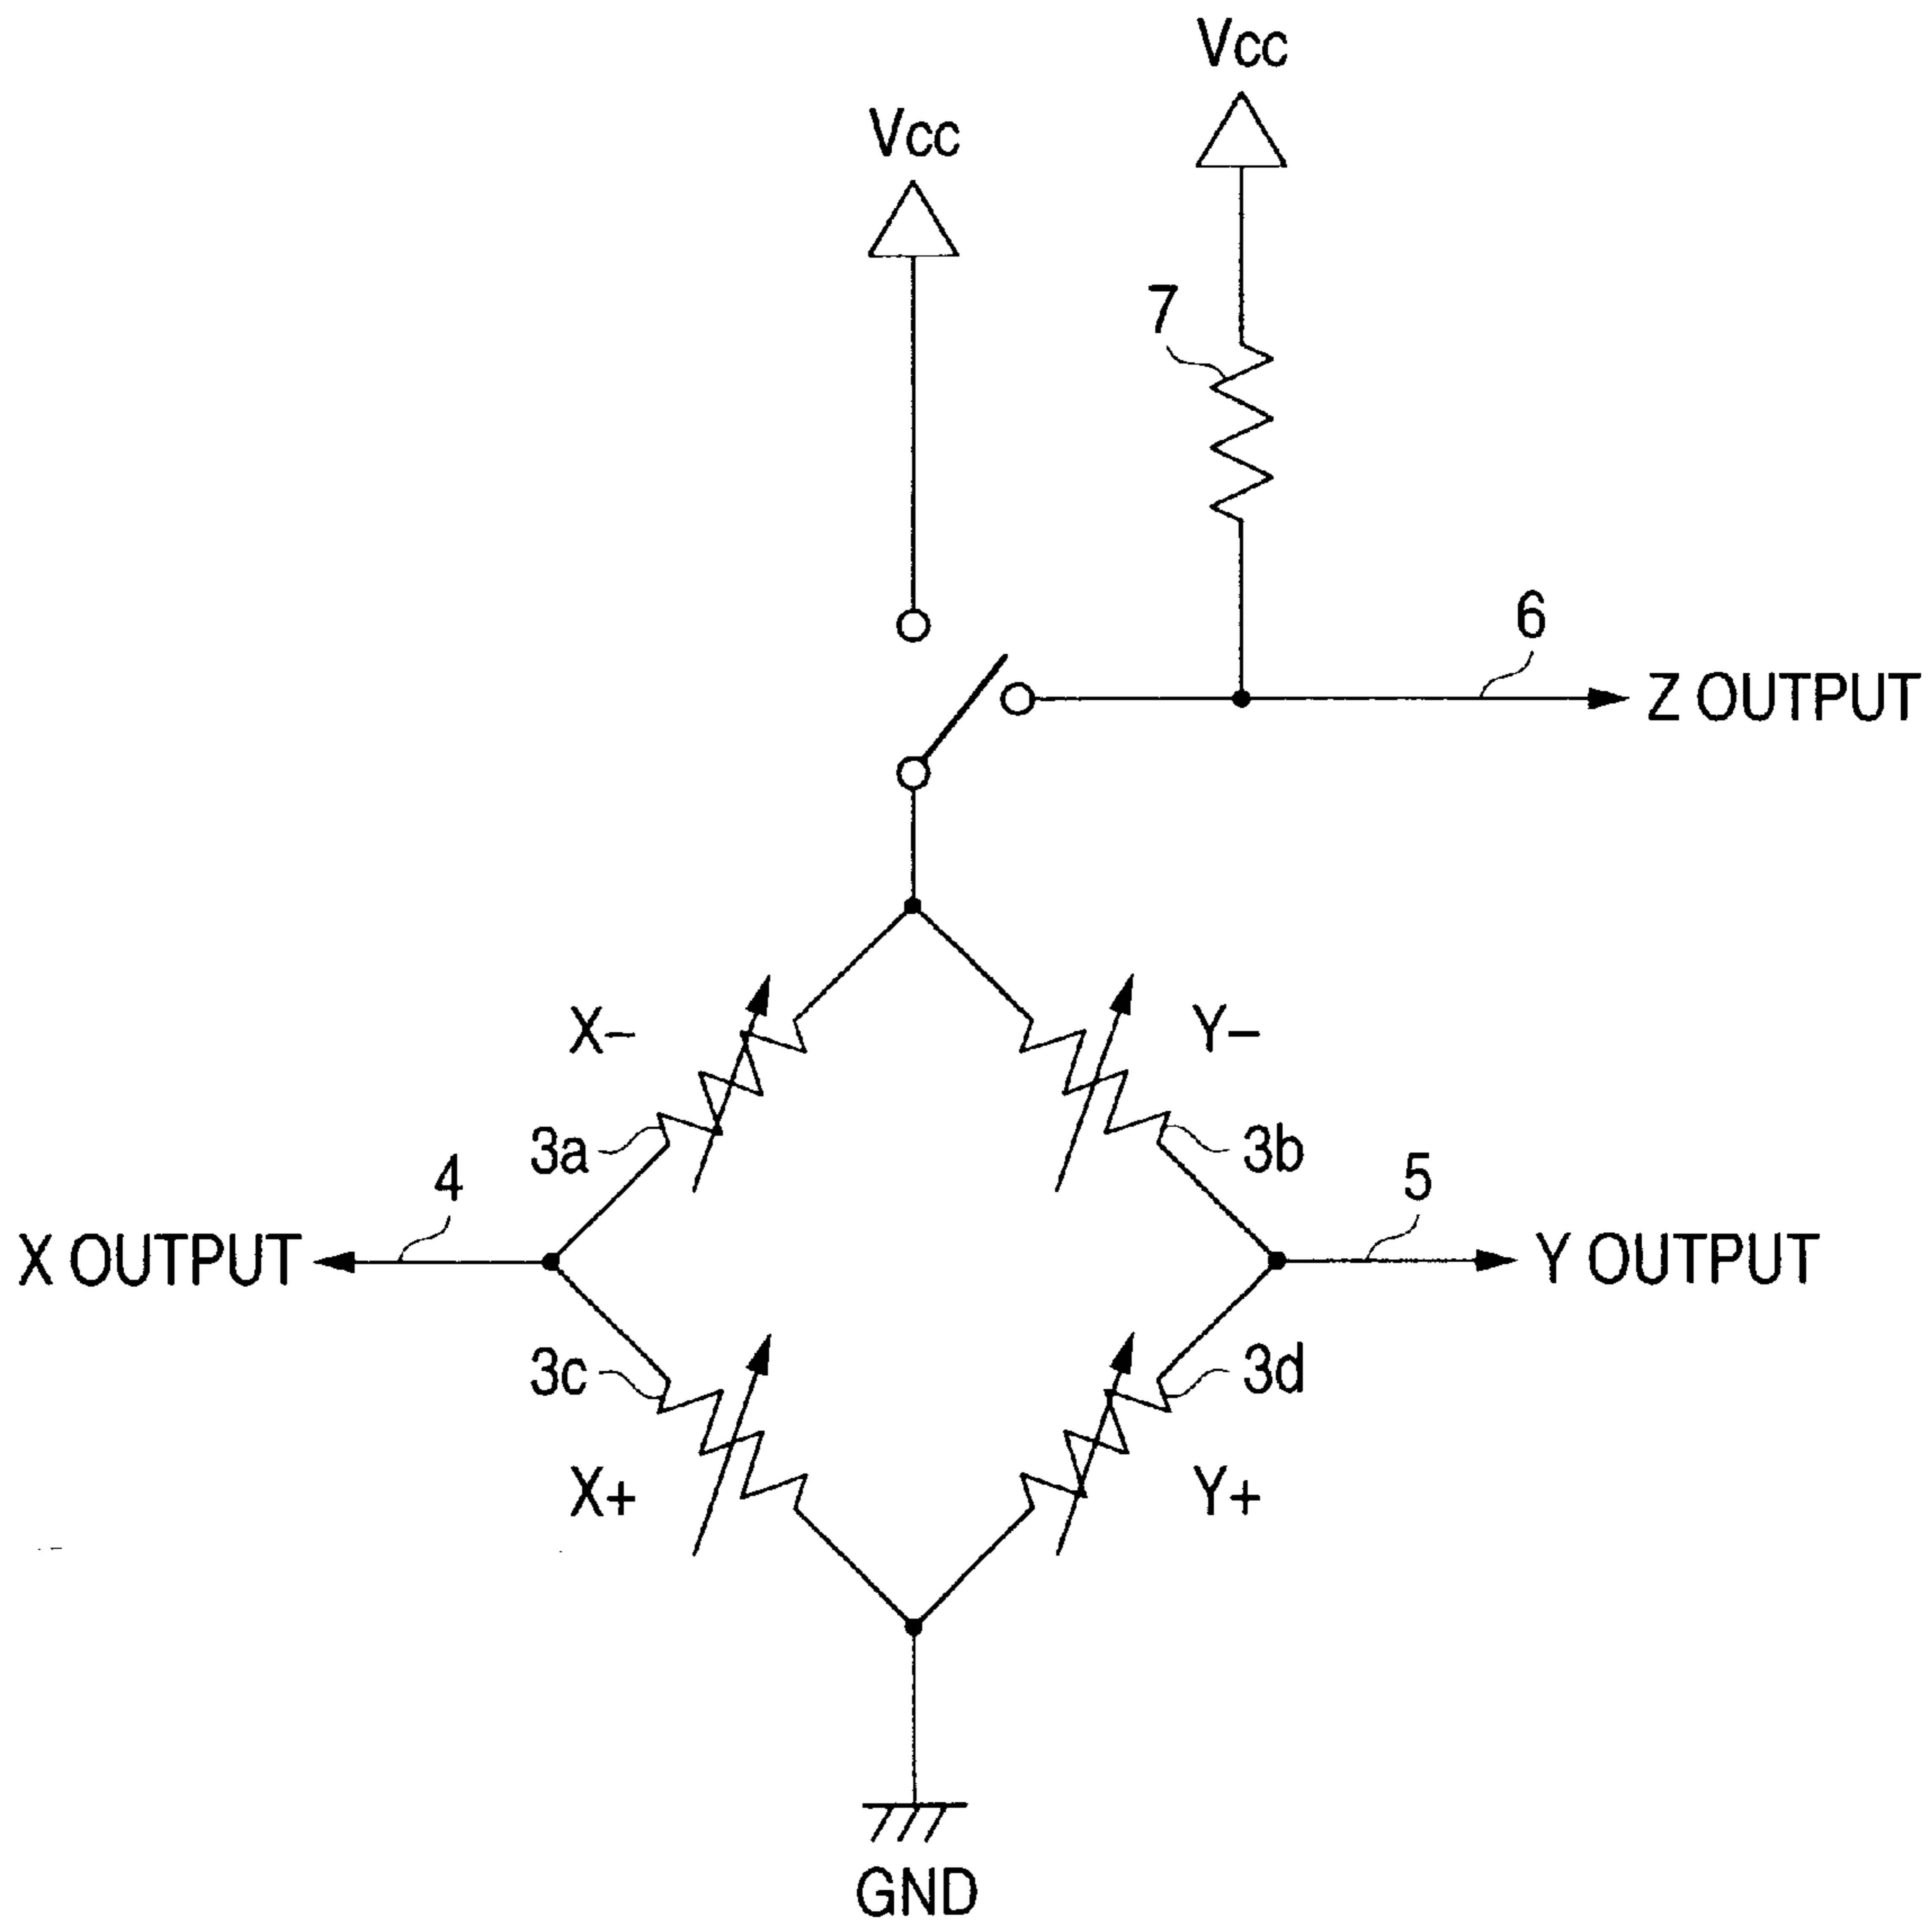 Vcc
Vcc
7
6
Z OUTPUT
X−
Y−
3a
3b
4
5
X OUTPUT
Y OUTPUT
3c
3d
X+
Y+
GND